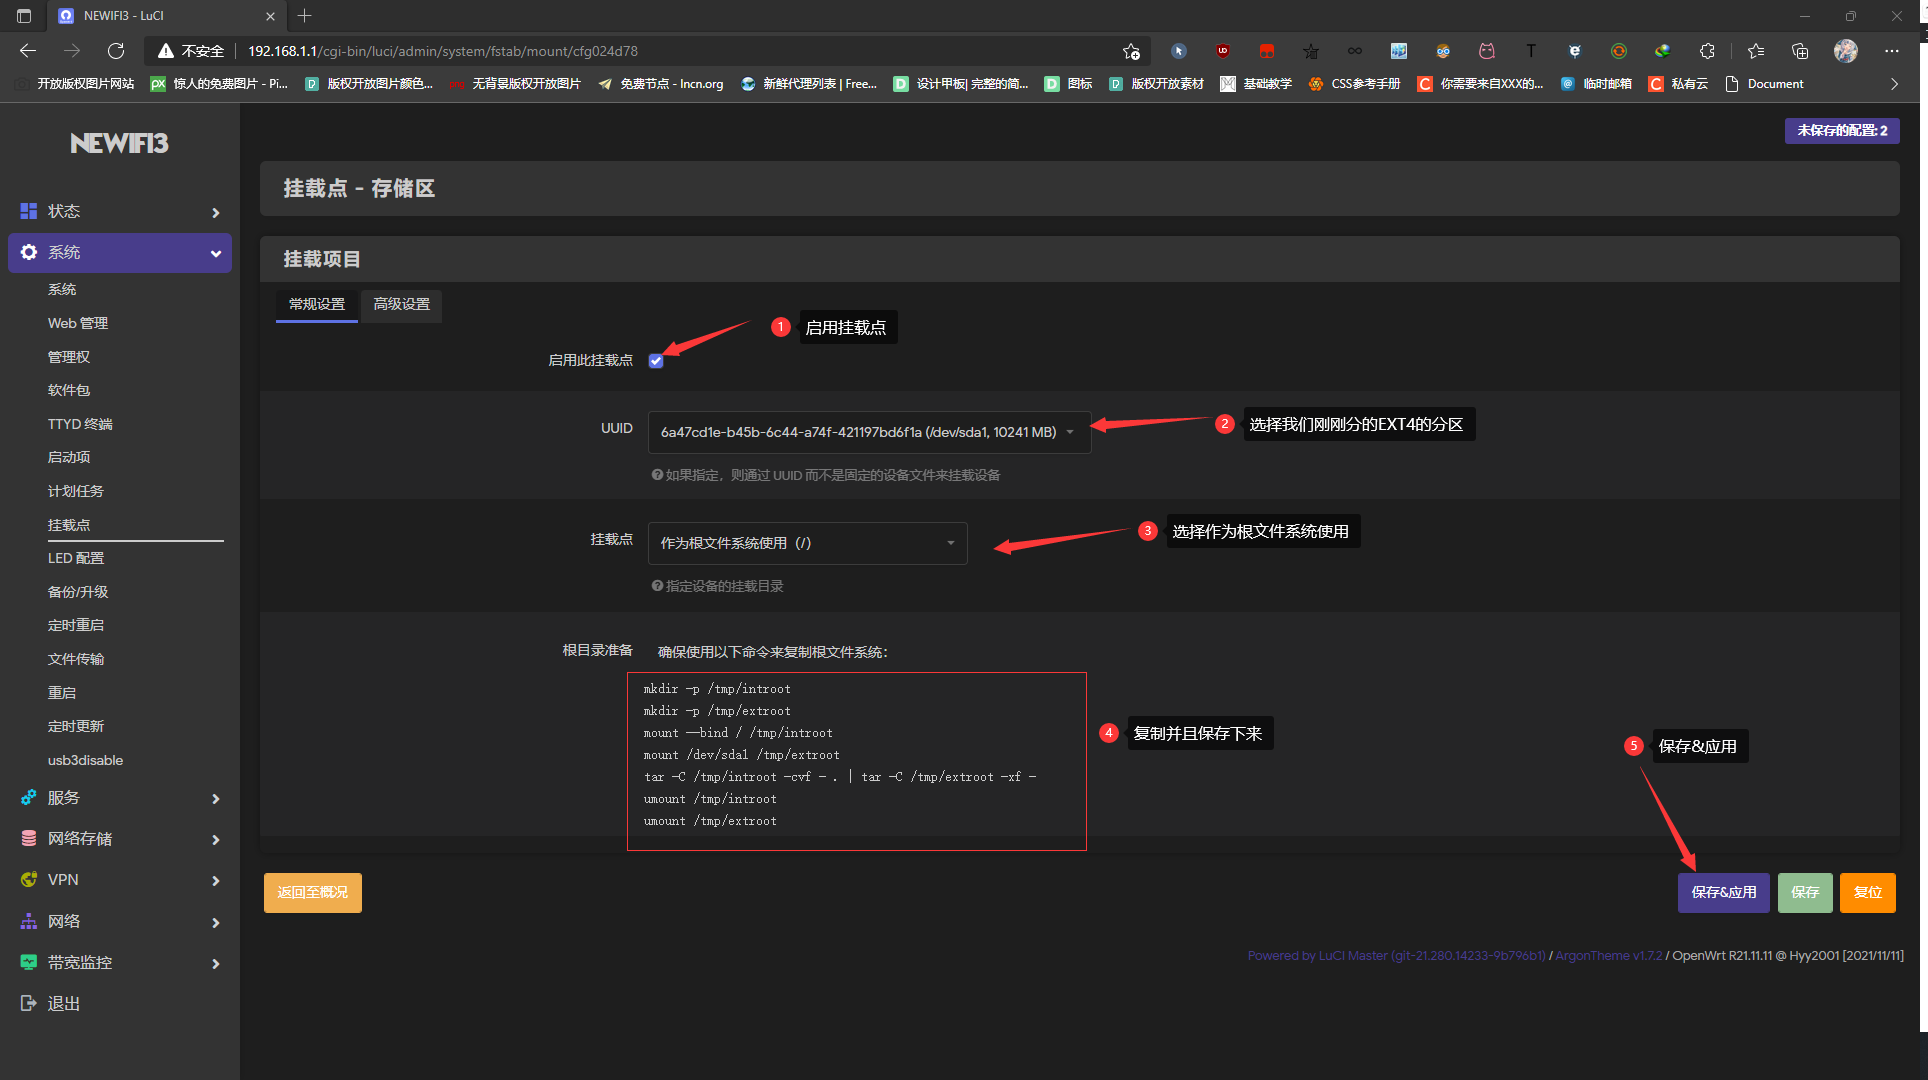 NEWIFI3 - LuCI
不安全
192.168.1.1/cgi-bin/luci/admin/system/fstab/mount/cfg024d78
开放版权图片网站
惊人的免费图片 - Pi...
版权开放图片颜色...
无背景版权开放图片
免费节点 - lncn.org
新鲜代理列表 | Free...
设计甲板| 完整的简...
图标
版权开放素材
基础教学
CSS参考手册
你需要来自XXX的...
临时邮箱
私有云
Document
NEWIFI3
未保存的配置: 2
挂载点 - 存储区
状态
系统
系统
Web 管理
管理权
软件包
TTYD 终端
启动项
计划任务
挂载点
LED 配置
备份/升级
定时重启
文件传输
重启
定时更新
usb3disable
服务
网络存储
VPN
网络
带宽监控
退出
挂载项目
常规设置
高级设置
1 启用挂载点
启用此挂载点
UUID
6a47cd1e-b45b-6c44-a74f-421197bd6f1a (/dev/sda1, 10241 MB)
2 选择我们刚刚分的EXT4的分区
如果指定，则通过 UUID 而不是固定的设备文件来挂载设备
挂载点
作为根文件系统使用（/）
3 选择作为根文件系统使用
指定设备的挂载目录
根目录准备
确保使用以下命令来复制根文件系统：
mkdir -p /tmp/introot
mkdir -p /tmp/extroot
mount --bind / /tmp/introot
mount /dev/sda1 /tmp/extroot
tar -C /tmp/introot -cvf - . | tar -C /tmp/extroot -xf -
umount /tmp/introot
umount /tmp/extroot
4 复制并且保存下来
5 保存&应用
返回至概况
保存&应用
保存
复位
Powered by LuCI Master (git-21.280.14233-9b796b1) / ArgonTheme v1.7.2 / OpenWrt R21.11.11 @ Hyy2001 [2021/11/11]